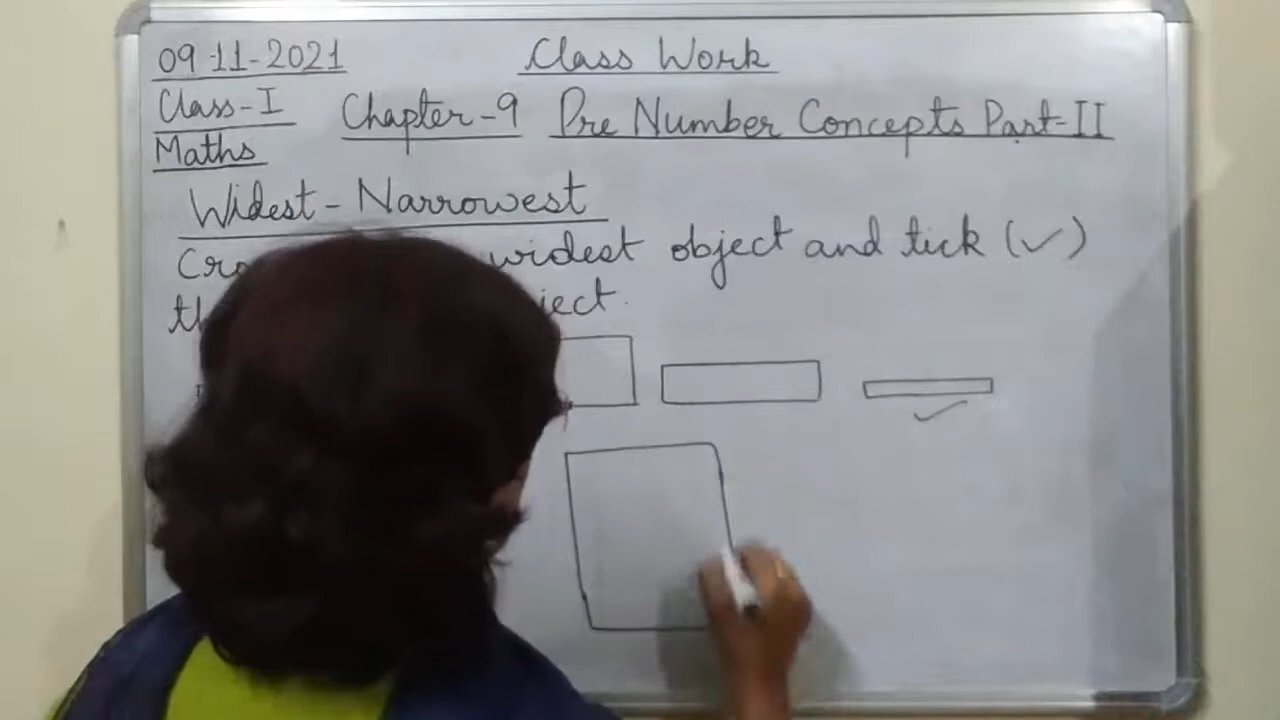 09-11-2021 Class Work
Class-I Chapter-9 Pre Number Concepts Part-II
Maths
Widest-Narrowest
widest object and tick (✓)